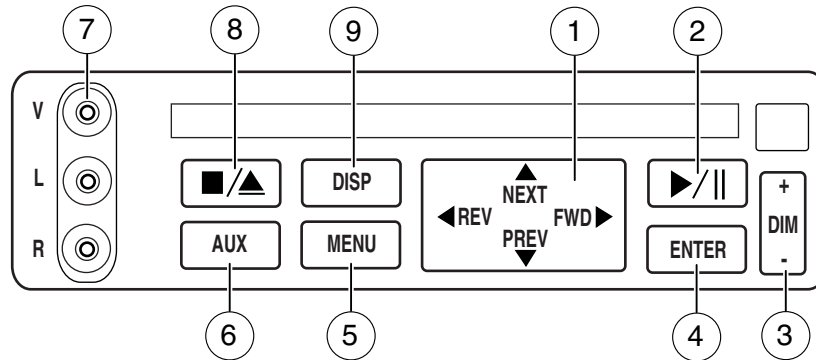 7 8 9 1 2
V
L DISP NEXT +
REV FWD DIM
R AUX MENU PREV ENTER -
6 5 4 3